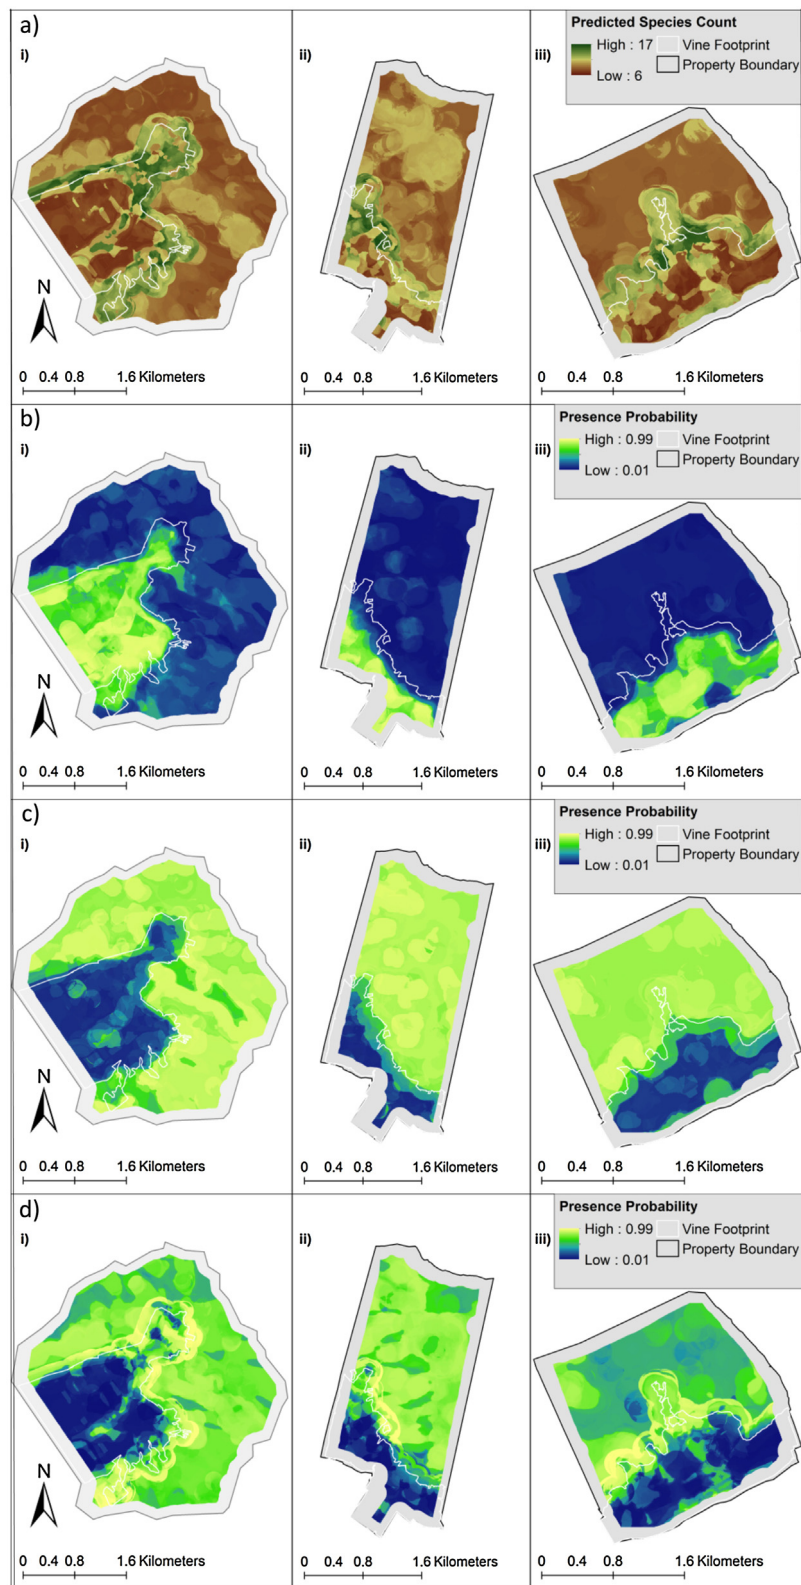 a)
i)
ii)
iii)
Predicted Species Count
High : 17
Vine Footprint
Property Boundary
Low : 6
N
0 0.4 0.8 1.6 Kilometers
0 0.4 0.8 1.6 Kilometers
0 0.4 0.8 1.6 Kilometers
b)
i)
ii)
iii)
Presence Probability
High : 0.99
Vine Footprint
Low : 0.01
Property Boundary
N
0 0.4 0.8 1.6 Kilometers
0 0.4 0.8 1.6 Kilometers
0 0.4 0.8 1.6 Kilometers
c)
i)
ii)
iii)
Presence Probability
High : 0.99
Vine Footprint
Low : 0.01
Property Boundary
N
0 0.4 0.8 1.6 Kilometers
0 0.4 0.8 1.6 Kilometers
0 0.4 0.8 1.6 Kilometers
d)
i)
ii)
iii)
Presence Probability
High : 0.99
Vine Footprint
Low : 0.01
Property Boundary
N
0 0.4 0.8 1.6 Kilometers
0 0.4 0.8 1.6 Kilometers
0 0.4 0.8 1.6 Kilometers